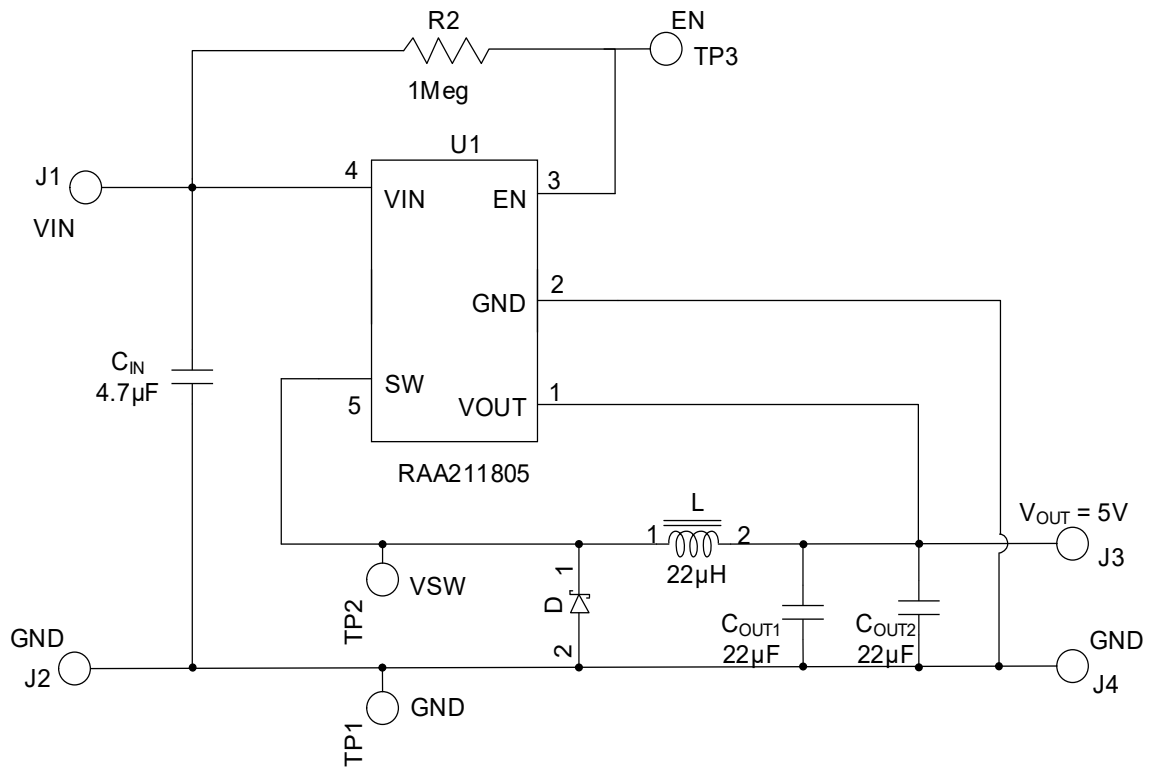 R2
1Meg
EN
TP3
U1
J1
VIN
4
VIN
EN
3
GND
2
CIN
4.7µF
SW
5
VOUT
1
RAA211805
L
1
2
22µH
VOUT = 5V
J3
TP2
VSW
D
1
2
COUT1
22µF
COUT2
22µF
GND
J2
GND
J4
TP1
GND